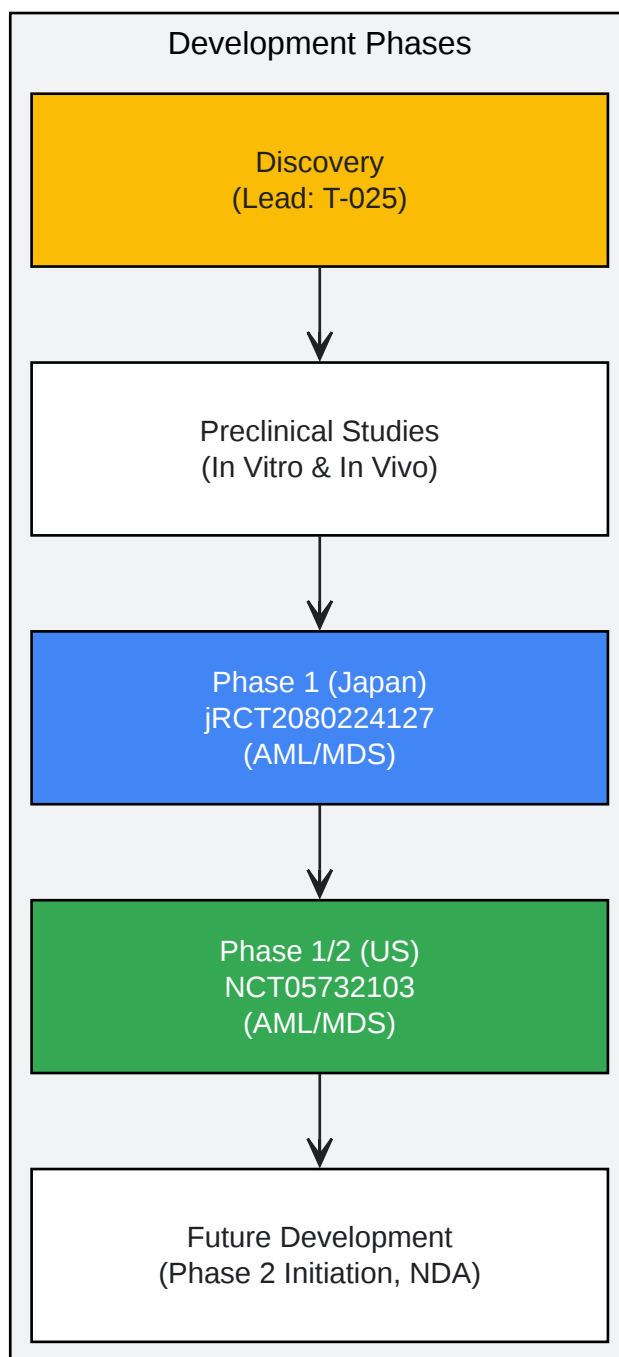 Development Phases
Discovery
(Lead: T-025)
Preclinical Studies
(In Vitro & In Vivo)
Phase 1 (Japan)
jRCT2080224127
(AML/MDS)
Phase 1/2 (US)
NCT05732103
(AML/MDS)
Future Development
(Phase 2 Initiation, NDA)